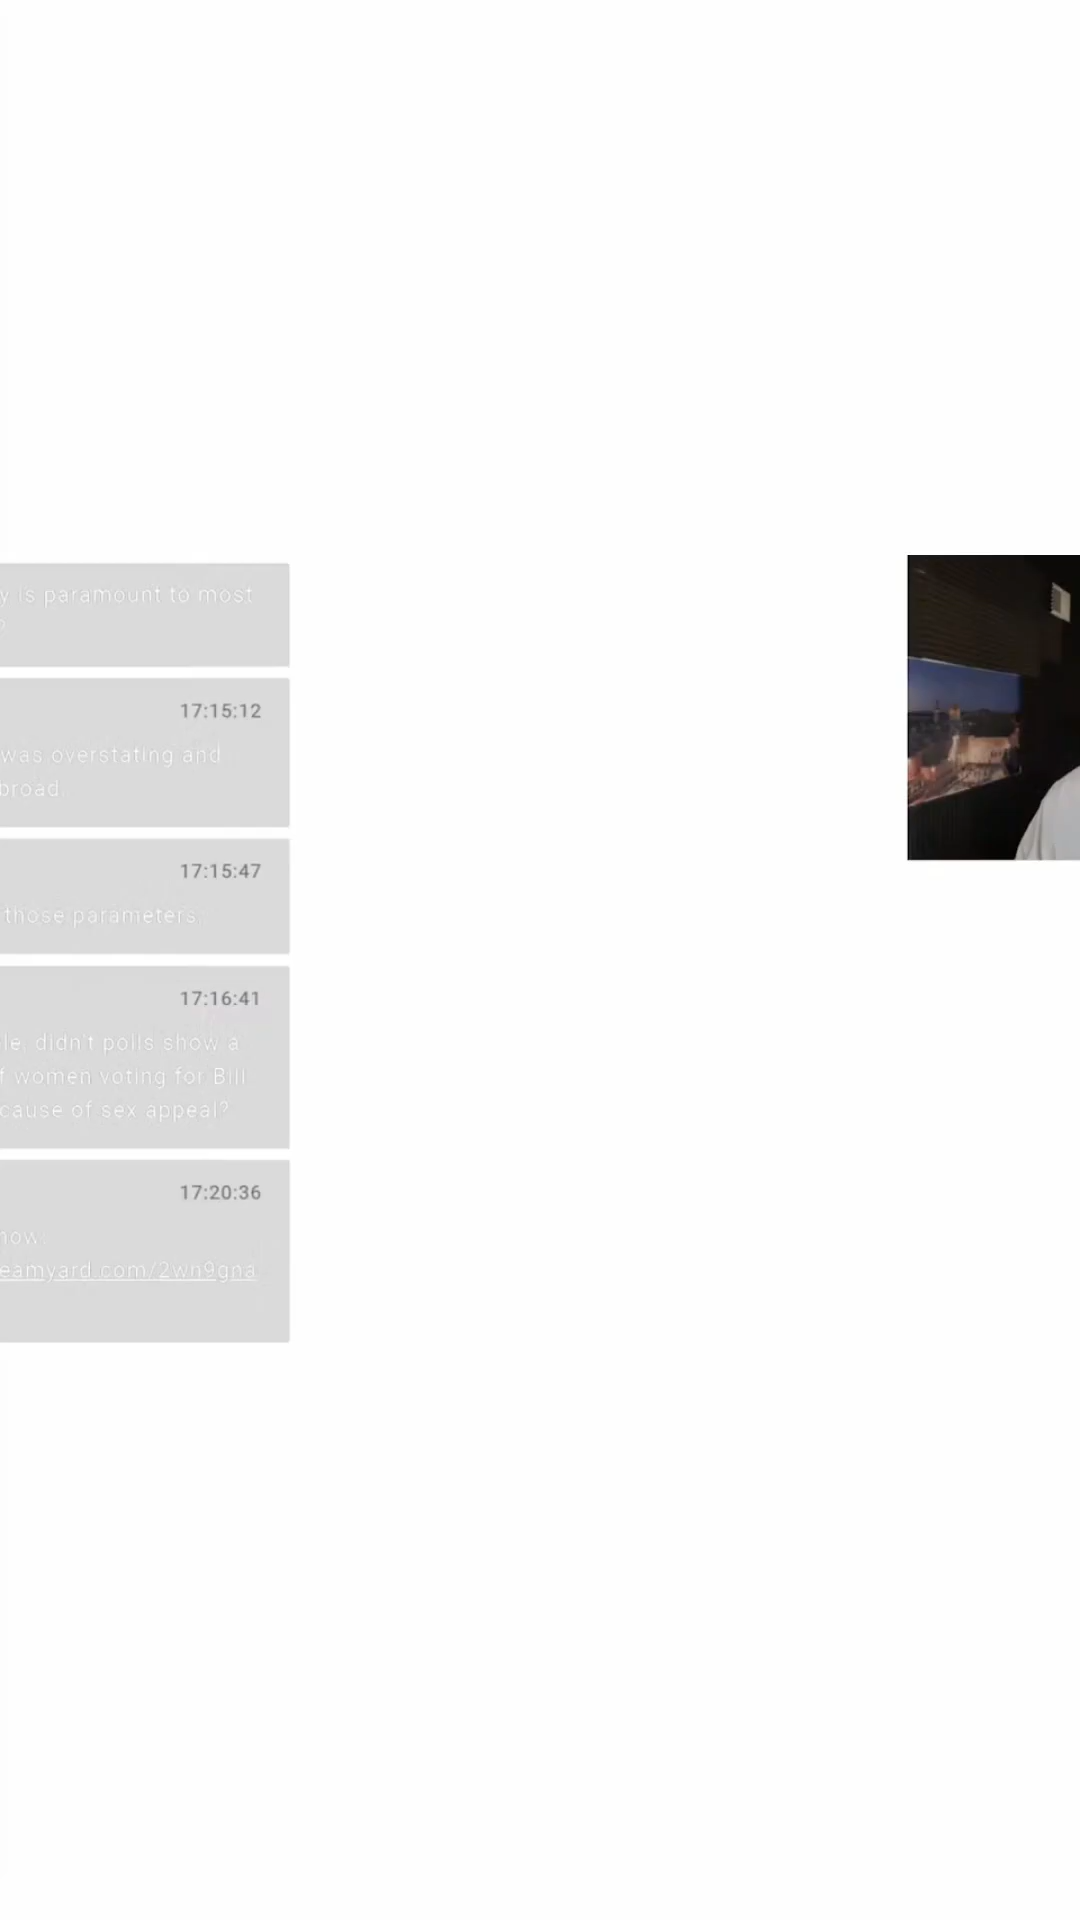 y is paramount to most
?
17:15:12
was overstating and
broad.
17:15:47
those parameters.
17:16:41
le, didn't polls show a
f women voting for Bill
cause of sex appeal?
17:20:36
now:
eamyard.com/2wn9gna